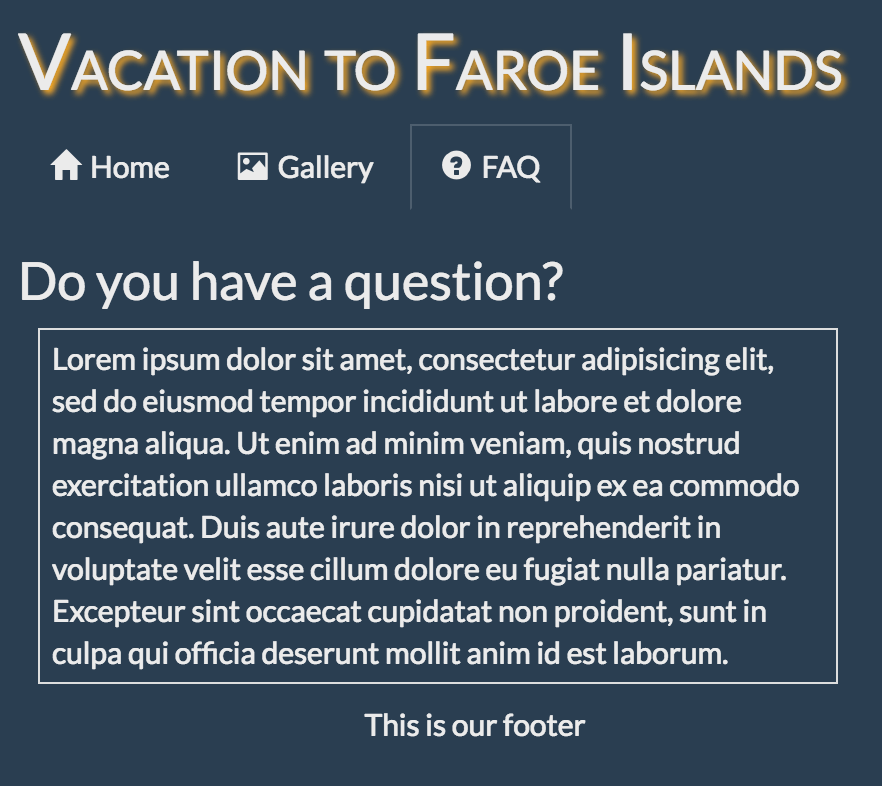 Vacation to Faroe Islands
Home Gallery FAQ
Do you have a question?
Lorem ipsum dolor sit amet, consectetur adipisicing elit,
sed do eiusmod tempor incididunt ut labore et dolore
magna aliqua. Ut enim ad minim veniam, quis nostrud
exercitation ullamco laboris nisi ut aliquip ex ea commodo
consequat. Duis aute irure dolor in reprehenderit in
voluptate velit esse cillum dolore eu fugiat nulla pariatur.
Excepteur sint occaecat cupidatat non proident, sunt in
culpa qui officia deserunt mollit anim id est laborum.
This is our footer